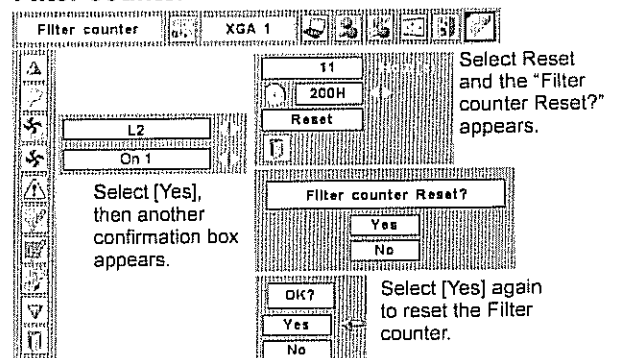 Filter counter XGA 1
11
200H
Reset
Select Reset
and the “Filter
counter Reset?”
appears.
L2
On 1
Select [Yes],
then another
confirmation box
appears.
Filter counter Reset?
Yes
No
OK?
Yes
No
Select [Yes] again
to reset the Filter
counter.